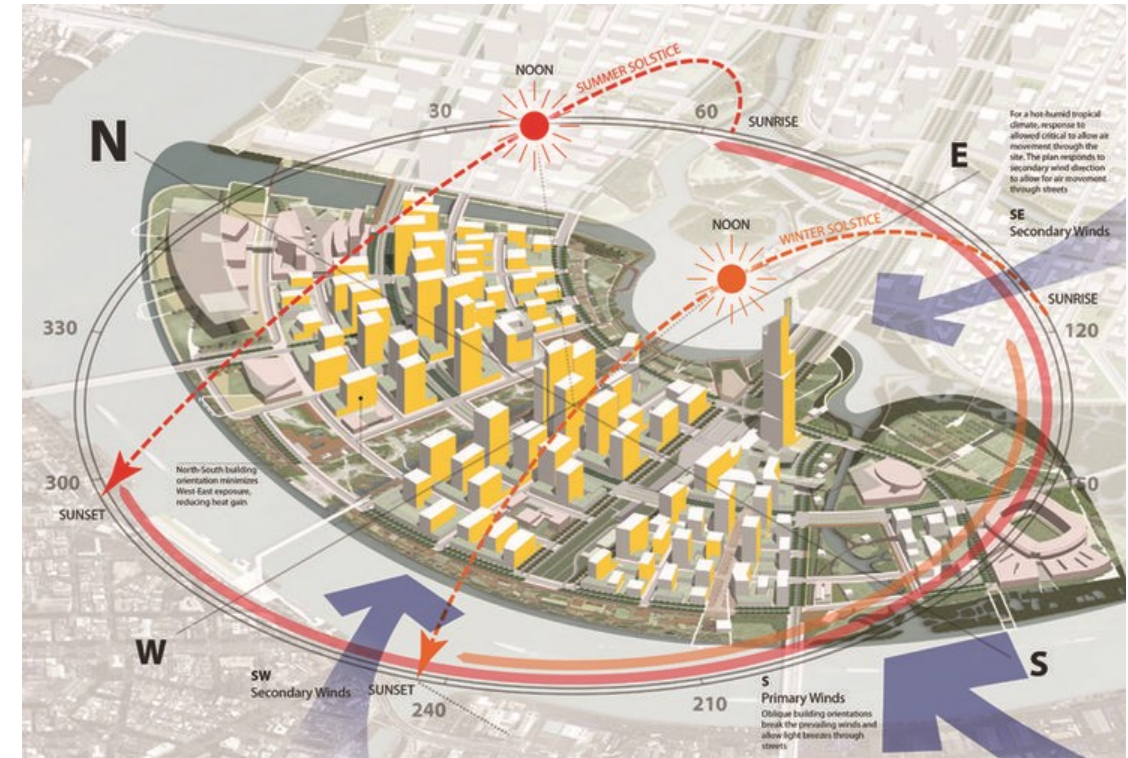 NOON
SUMMER SOLSTICE
30
60
SUNRISE
N
E
For a hot-humid tropical
climate, response to
allowed critical to allow air
movement through the
site. The plan responds to
secondary wind direction
to allow for air movement
through streets
SE
Secondary Winds
NOON
WINTER SOLSTICE
SUNRISE
120
330
300
SUNSET
North-South building
orientation minimizes
West-East exposure,
reducing heat gain
150
W
SW
Secondary Winds
SUNSET
240
210
S
Primary Winds
Oblique building orientations
break the prevailing winds and
allow light breezes through
streets
S